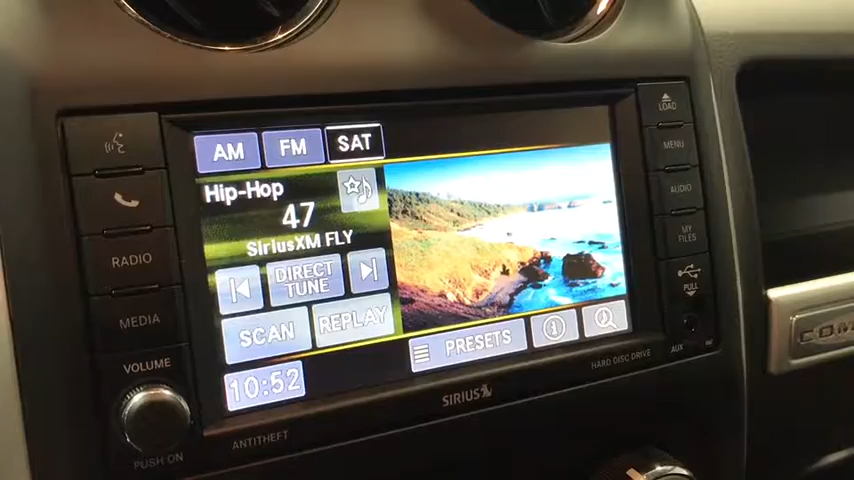 LOAD
AM FM SAT
MENU
Hip-Hop
47
SiriusXM FLY
AUDIO
MY FILES
RADIO
DIRECT TUNE
PULL
SCAN REPLAY
MEDIA
PRESETS
VOLUME
10:52
HARD DISC DRIVE
AUX
SIRIUS
ANTITHEFT
PUSH ON
COM